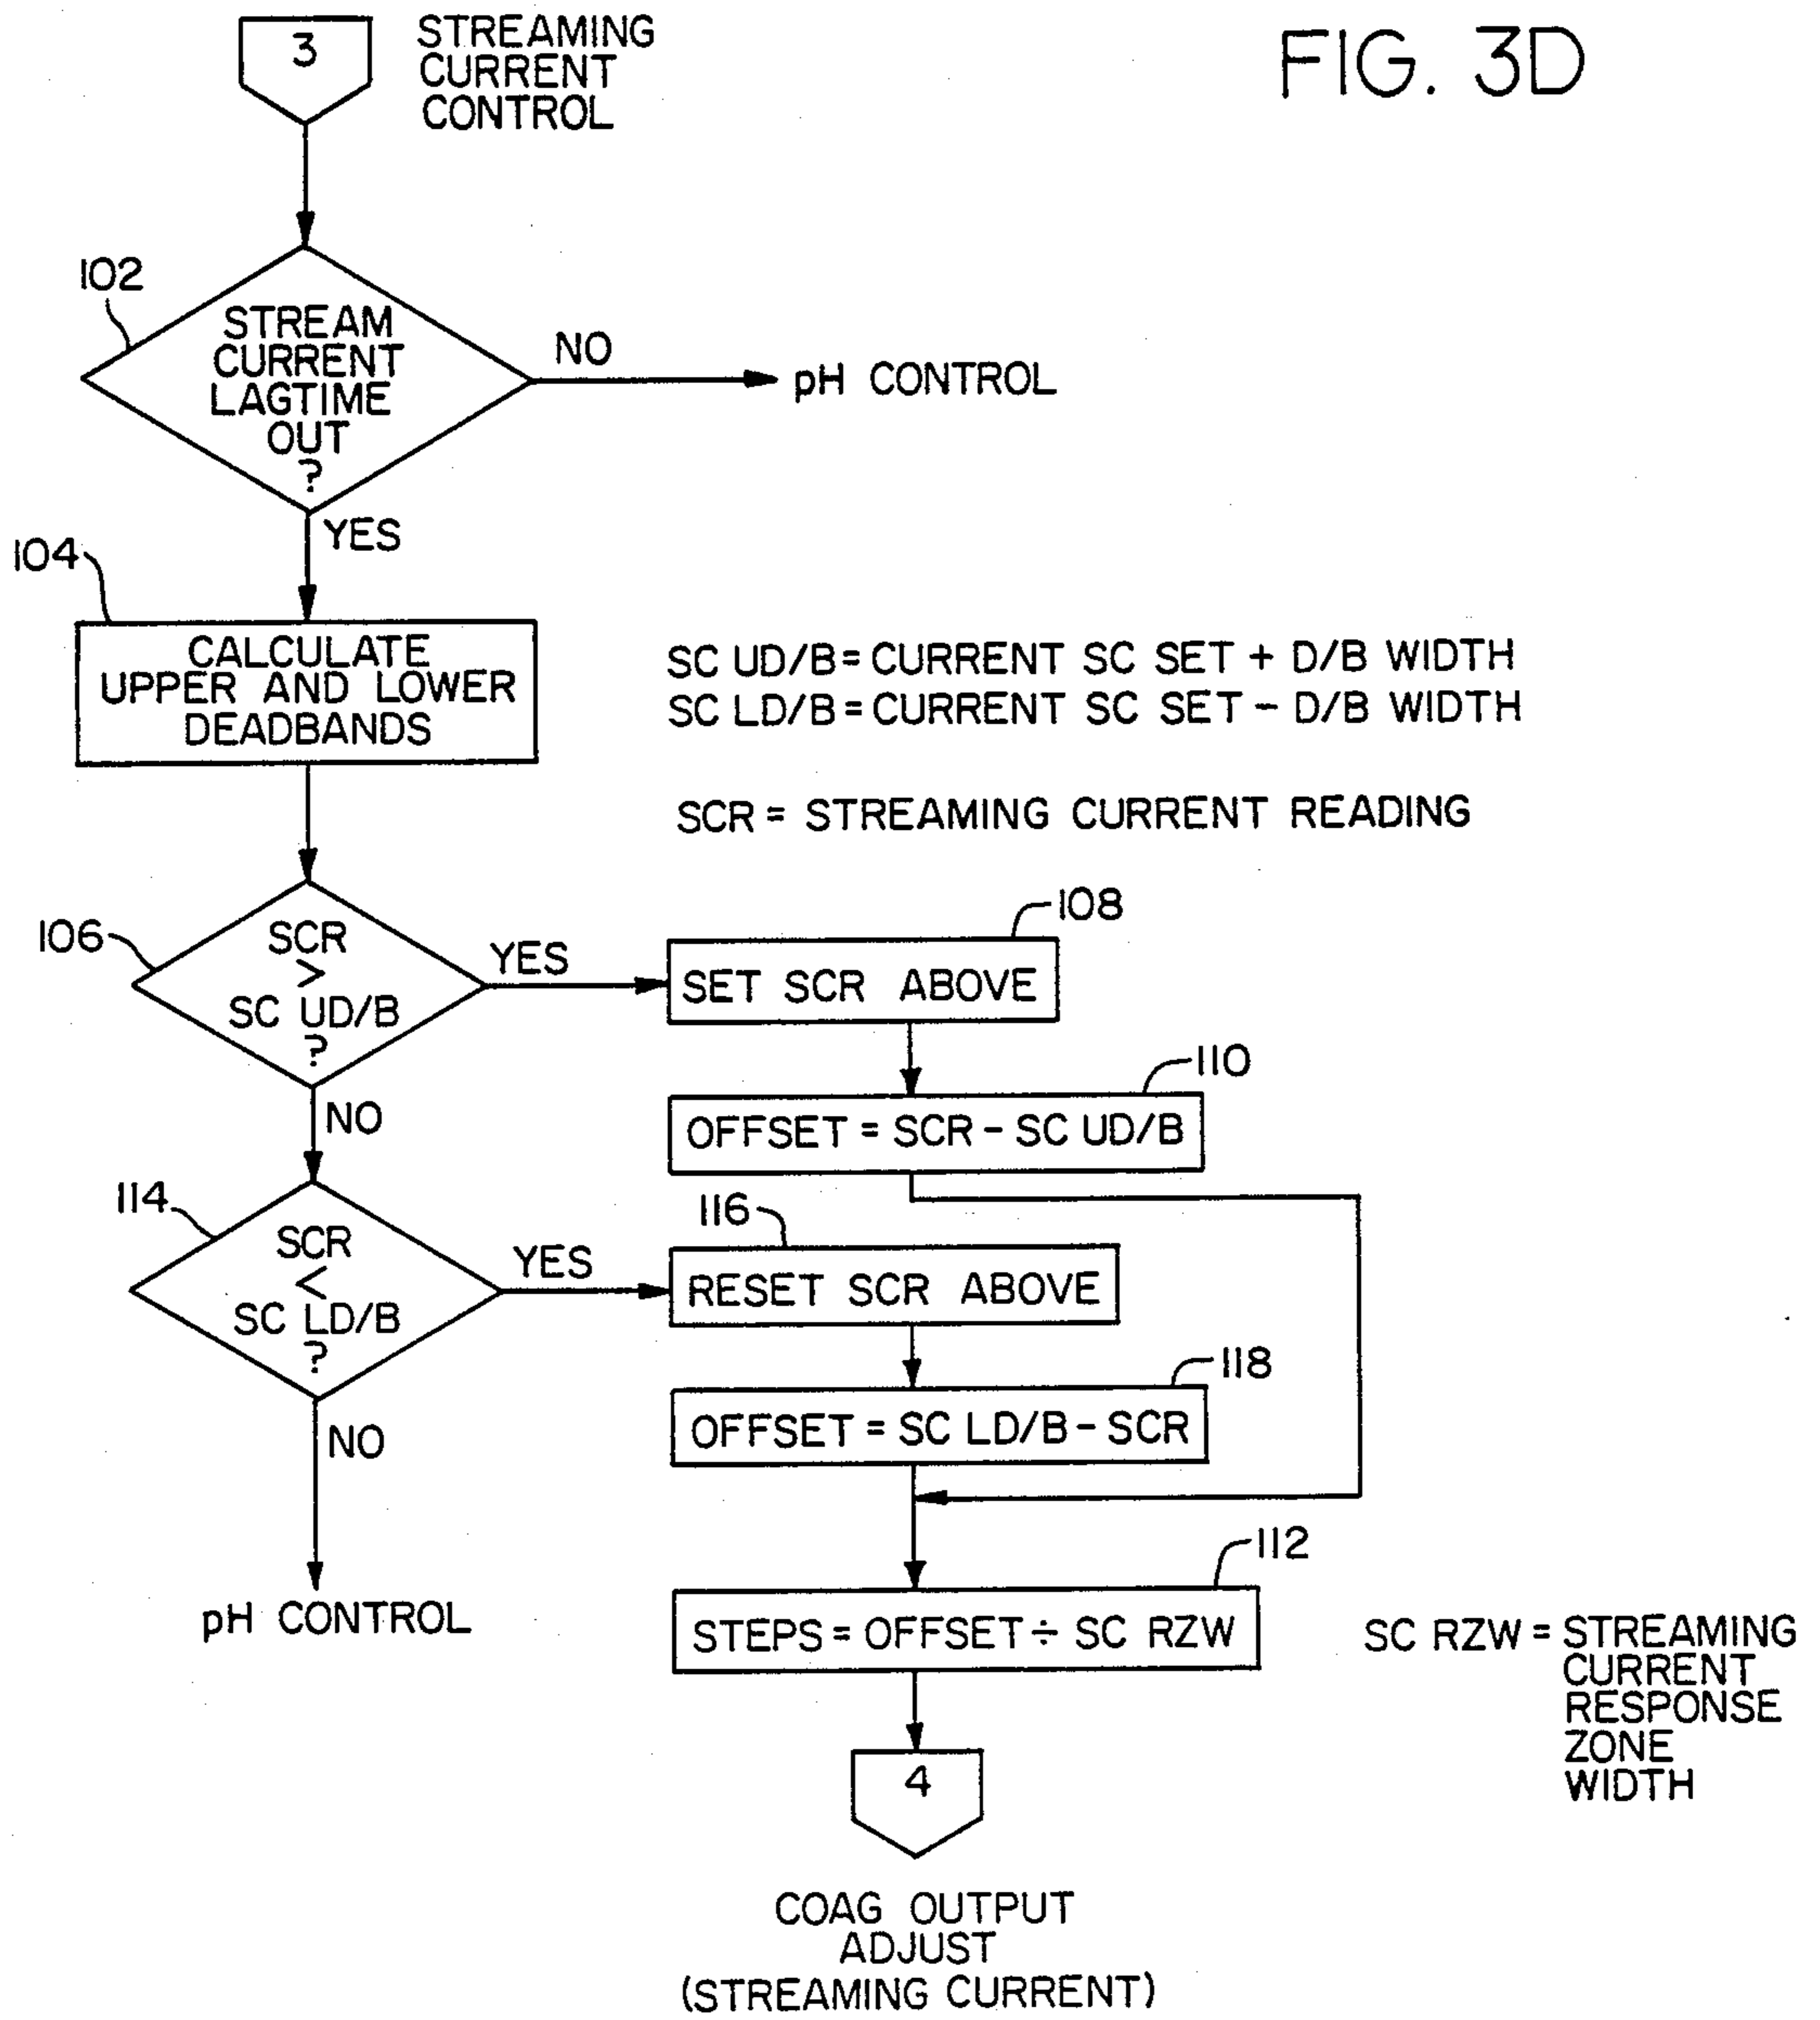 3
STREAMING
CURRENT
CONTROL
FIG. 3D
102
STREAM
CURRENT
LAGTIME
OUT
?
NO
pH CONTROL
YES
104
CALCULATE
UPPER AND LOWER
DEADBANDS
SC UD/B = CURRENT SC SET + D/B WIDTH
SC LD/B = CURRENT SC SET - D/B WIDTH
SCR = STREAMING CURRENT READING
106
SCR
>
SC UD/B
?
YES
108
SET SCR ABOVE
110
OFFSET = SCR - SC UD/B
NO
114
SCR
<
SC LD/B
?
YES
116
RESET SCR ABOVE
118
OFFSET = SC LD/B - SCR
NO
pH CONTROL
112
STEPS = OFFSET ÷ SC RZW
SC RZW = STREAMING
CURRENT
RESPONSE
ZONE
WIDTH
4
COAG OUTPUT
ADJUST
(STREAMING CURRENT)